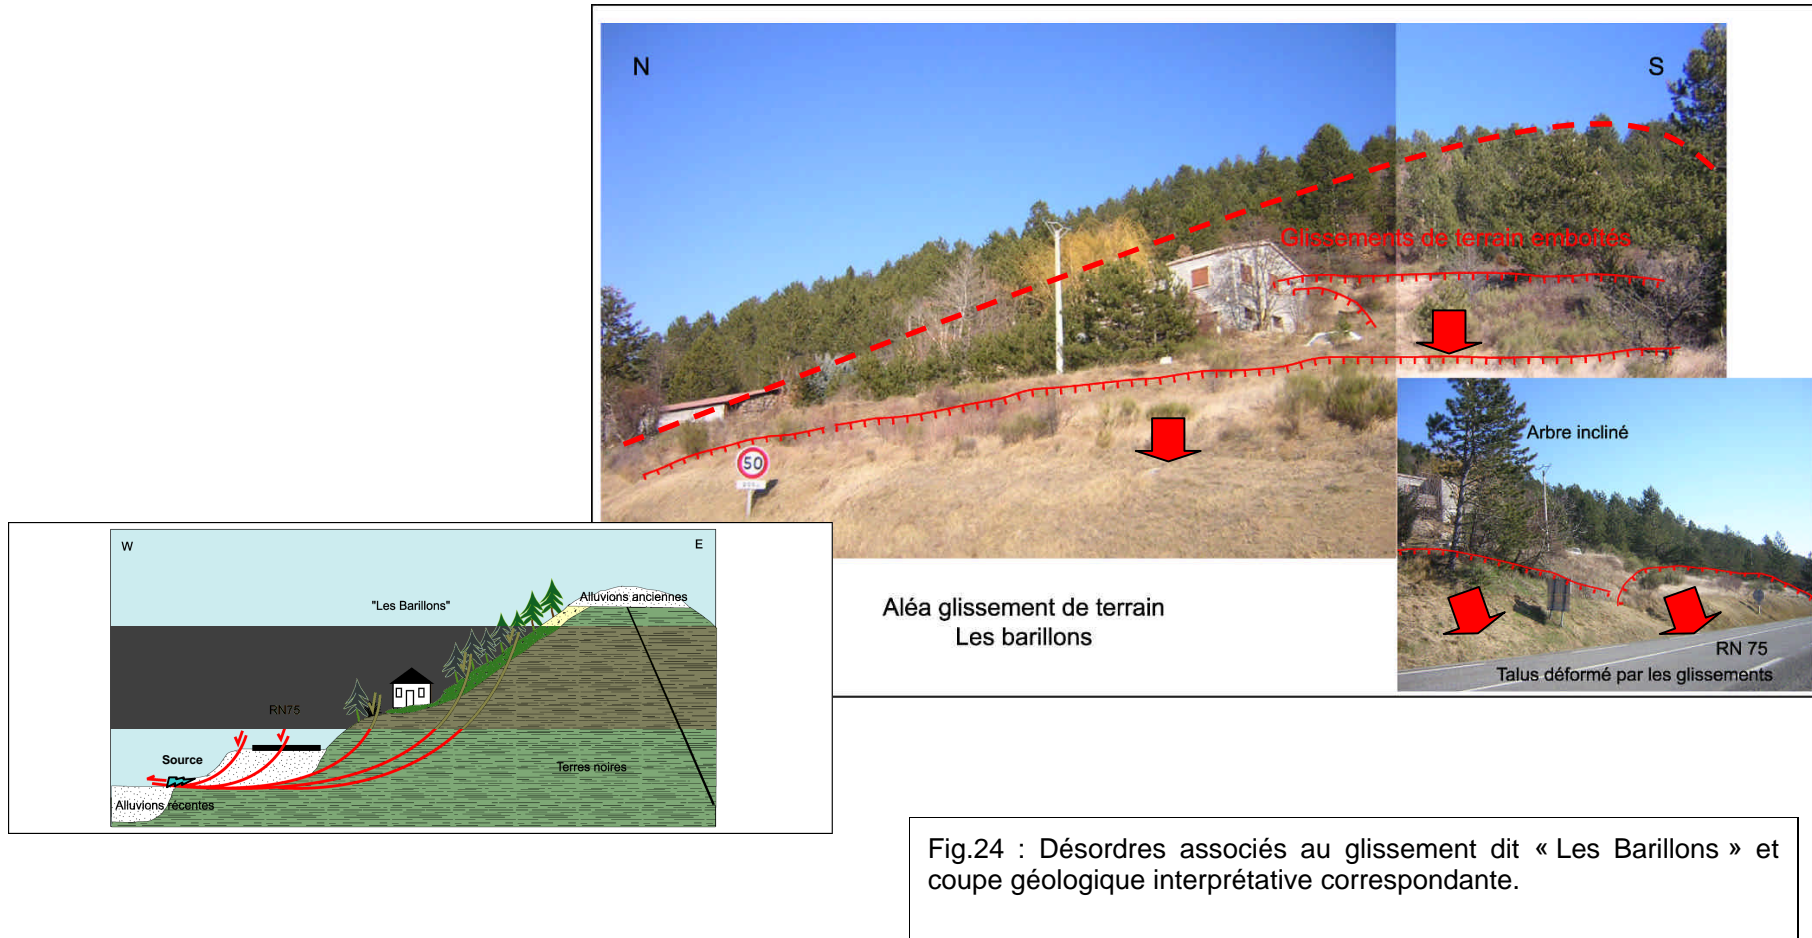 N
S
Glissements de terrain emboîtés
50
Arbre incliné
RN 75
Talus déformé par les glissements
Aléa glissement de terrain
Les barillons
W
E
"Les Barillons"
Alluvions anciennes
RN75
Source
Terres noires
Alluvions récentes
Fig.24 : Désordres associés au glissement dit « Les Barillons » et
coupe géologique interprétative correspondante.